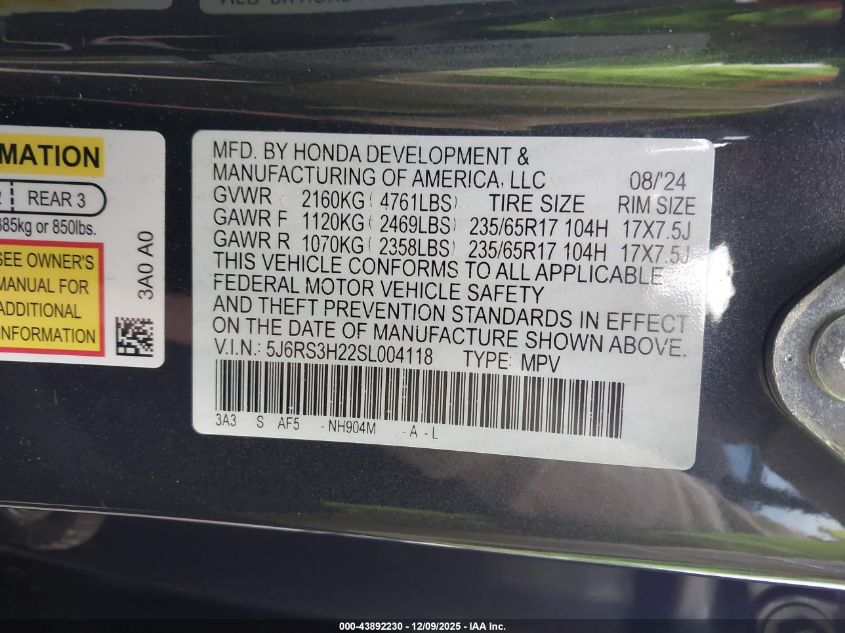 MATION
REAR 3
385kg or 850lbs.
SEE OWNER'S
MANUAL FOR
ADDITIONAL
INFORMATION
3A0 A0
MFD. BY HONDA DEVELOPMENT &
MANUFACTURING OF AMERICA, LLC 08/'24
GVWR 2160KG( 4761LBS) TIRE SIZE RIM SIZE
GAWR F 1120KG( 2469LBS) 235/65R17 104H 17X7.5J
GAWR R 1070KG( 2358LBS) 235/65R17 104H 17X7.5J
THIS VEHICLE CONFORMS TO ALL APPLICABLE
FEDERAL MOTOR VEHICLE SAFETY
AND THEFT PREVENTION STANDARDS IN EFFECT
ON THE DATE OF MANUFACTURE SHOWN ABOVE.
V.I.N.: 5J6RS3H22SL004118 TYPE: MPV
3A3 S AF5 -NH904M -A-L
000-43892230 - 12/09/2025 - IAA Inc.